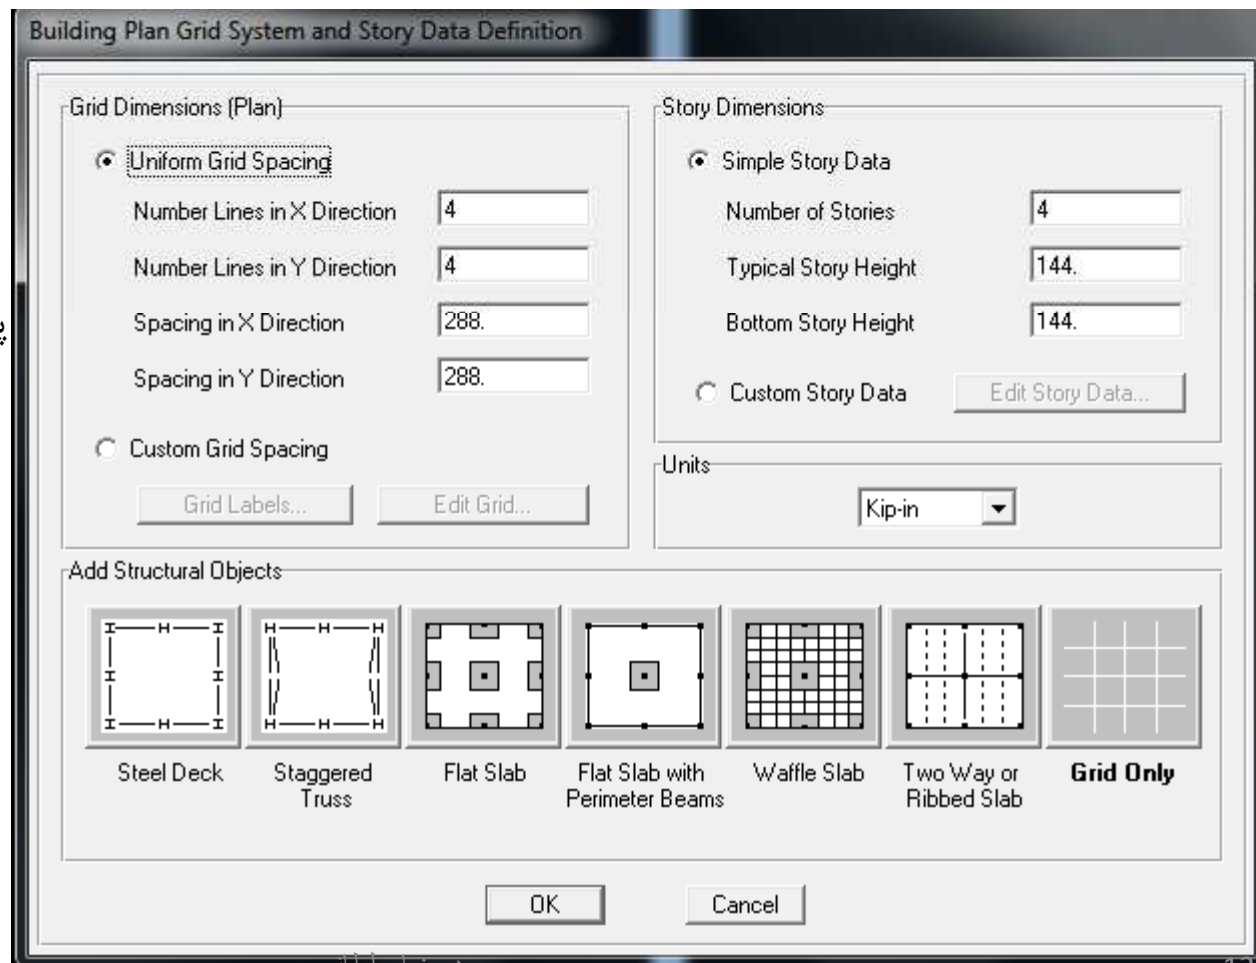 Building Plan Grid System and Story Data Definition
Grid Dimensions (Plan)
Uniform Grid Spacing
Number Lines in X Direction 4
Number Lines in Y Direction 4
Spacing in X Direction 288.
Spacing in Y Direction 288.
Custom Grid Spacing
Grid Labels... Edit Grid...
Story Dimensions
Simple Story Data
Number of Stories 4
Typical Story Height 144.
Bottom Story Height 144.
Custom Story Data Edit Story Data...
Units
Kip-in
Add Structural Objects
Steel Deck
Staggered
Truss
Flat Slab
Flat Slab with
Perimeter Beams
Waffle Slab
Two Way or
Ribbed Slab
Grid Only
OK Cancel